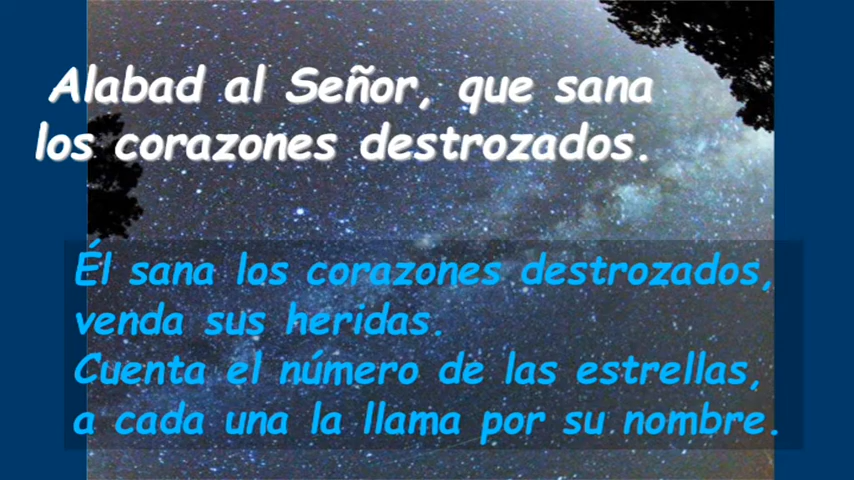 Alabad al Señor, que sana
los corazones destrozados.
Él sana los corazones destrozados,
venda sus heridas.
Cuenta el número de las estrellas,
a cada una la llama por su nombre.